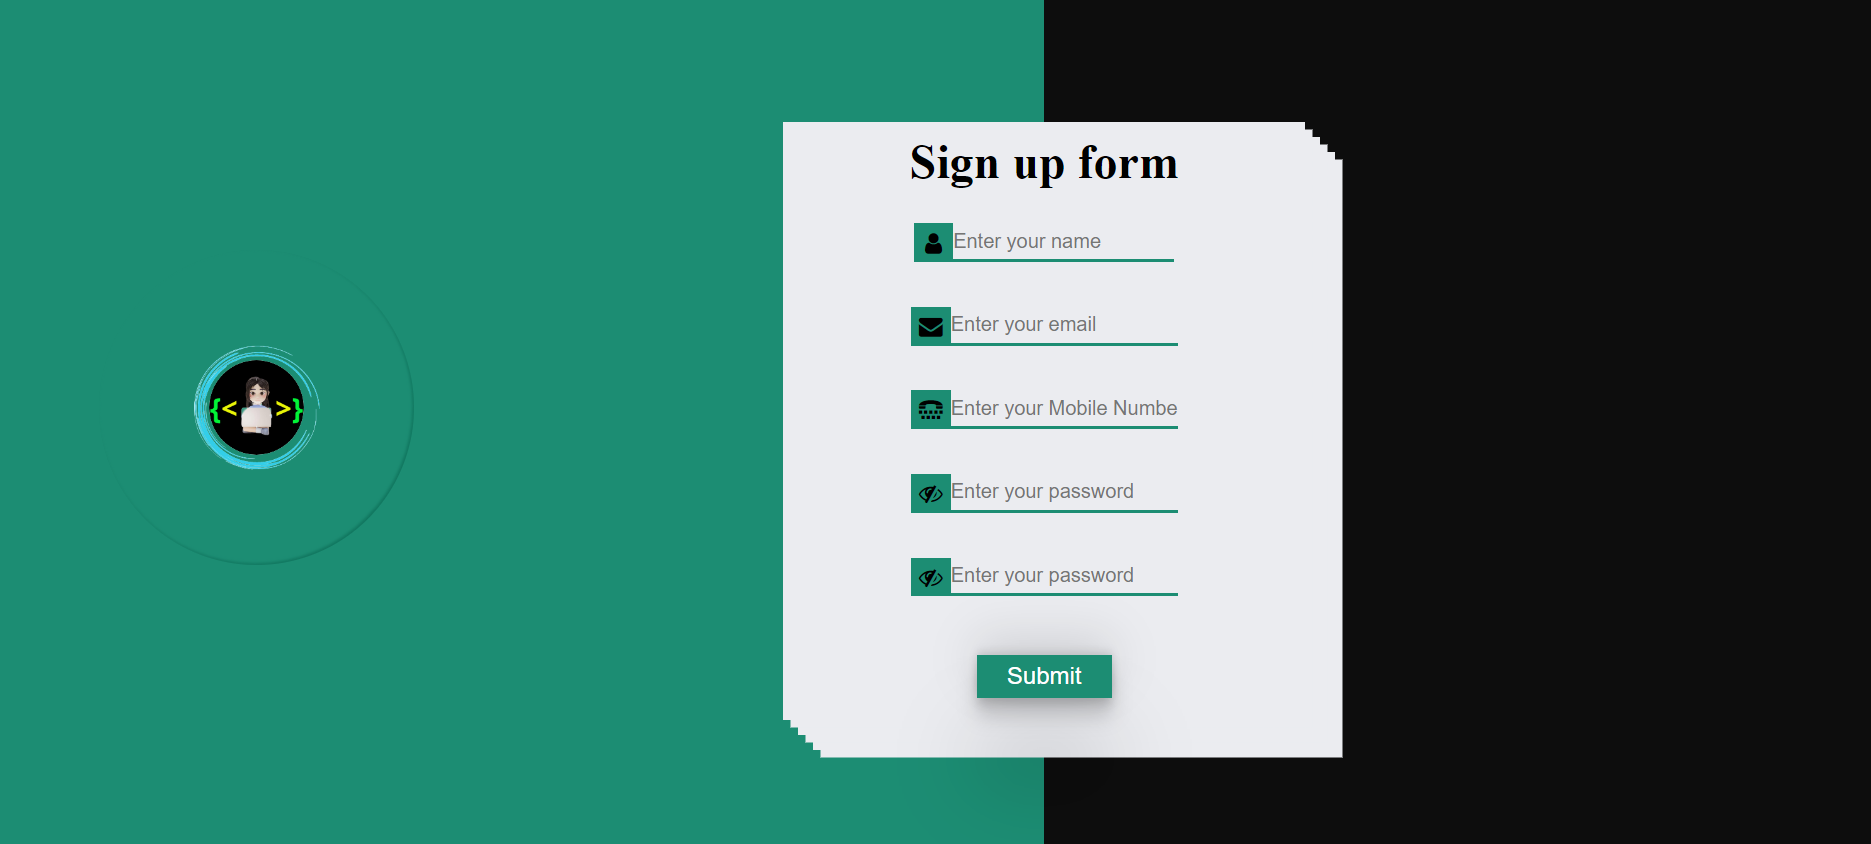 Sign up form
Enter your name
Enter your email
Enter your Mobile Numbe
Enter your password
Enter your password
Submit
{< >}